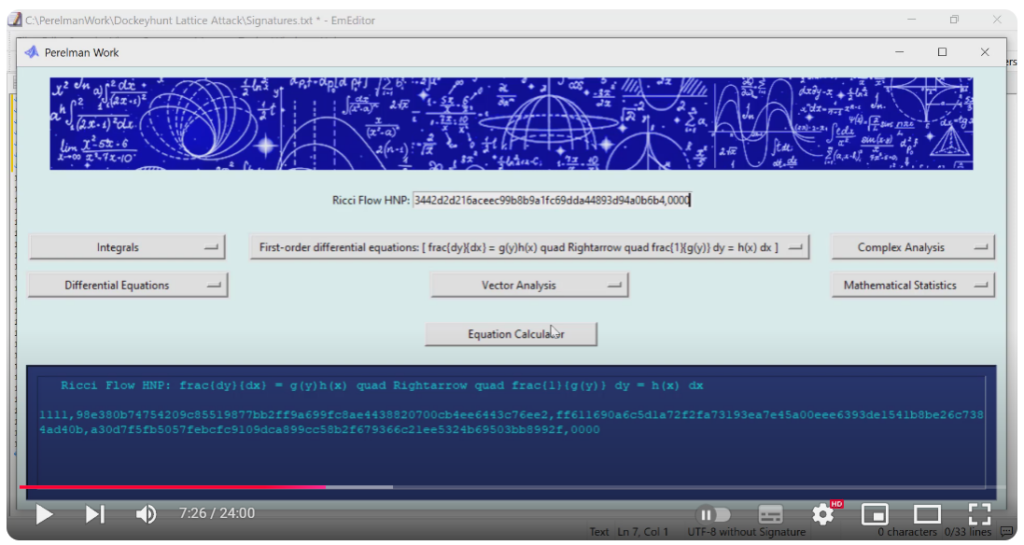 C:\PerelmanWork\Dockeyhunt Lattice Attack\Signatures.txt * - EmEditor
Perelman Work
Ricci Flow HNP: 3442d2d216aceec99b8b9a1fc69dda44893d94a0b6b4,0000
Integrals
First-order differential equations: [ frac{dy}{dx} = g(y)h(x) quad Rightarrow quad frac{1}{g(y)} dy = h(x) dx ]
Complex Analysis
Differential Equations
Vector Analysis
Mathematical Statistics
Equation Calculator
Ricci Flow HNP: frac{dy}{dx} = g(y)h(x) quad Rightarrow quad frac{1}{g(y)} dy = h(x) dx
1111,98e380b74754209c85519877bb2ff9a699fc8ae4438820700cb4ee6443c76ee2,ff611690a6c5d1a72f2fa73193ea7e45a00eee6393de1541b8be26c738
4ad40b,a30d7f5fb5057febcfc9109dca899cc58b2f679366c21ee5324b69503bb8992f,0000
7:26 / 24:00
HD
Text Ln 7, Col 1 UTF-8 without Signature 0 characters 0/33 lines